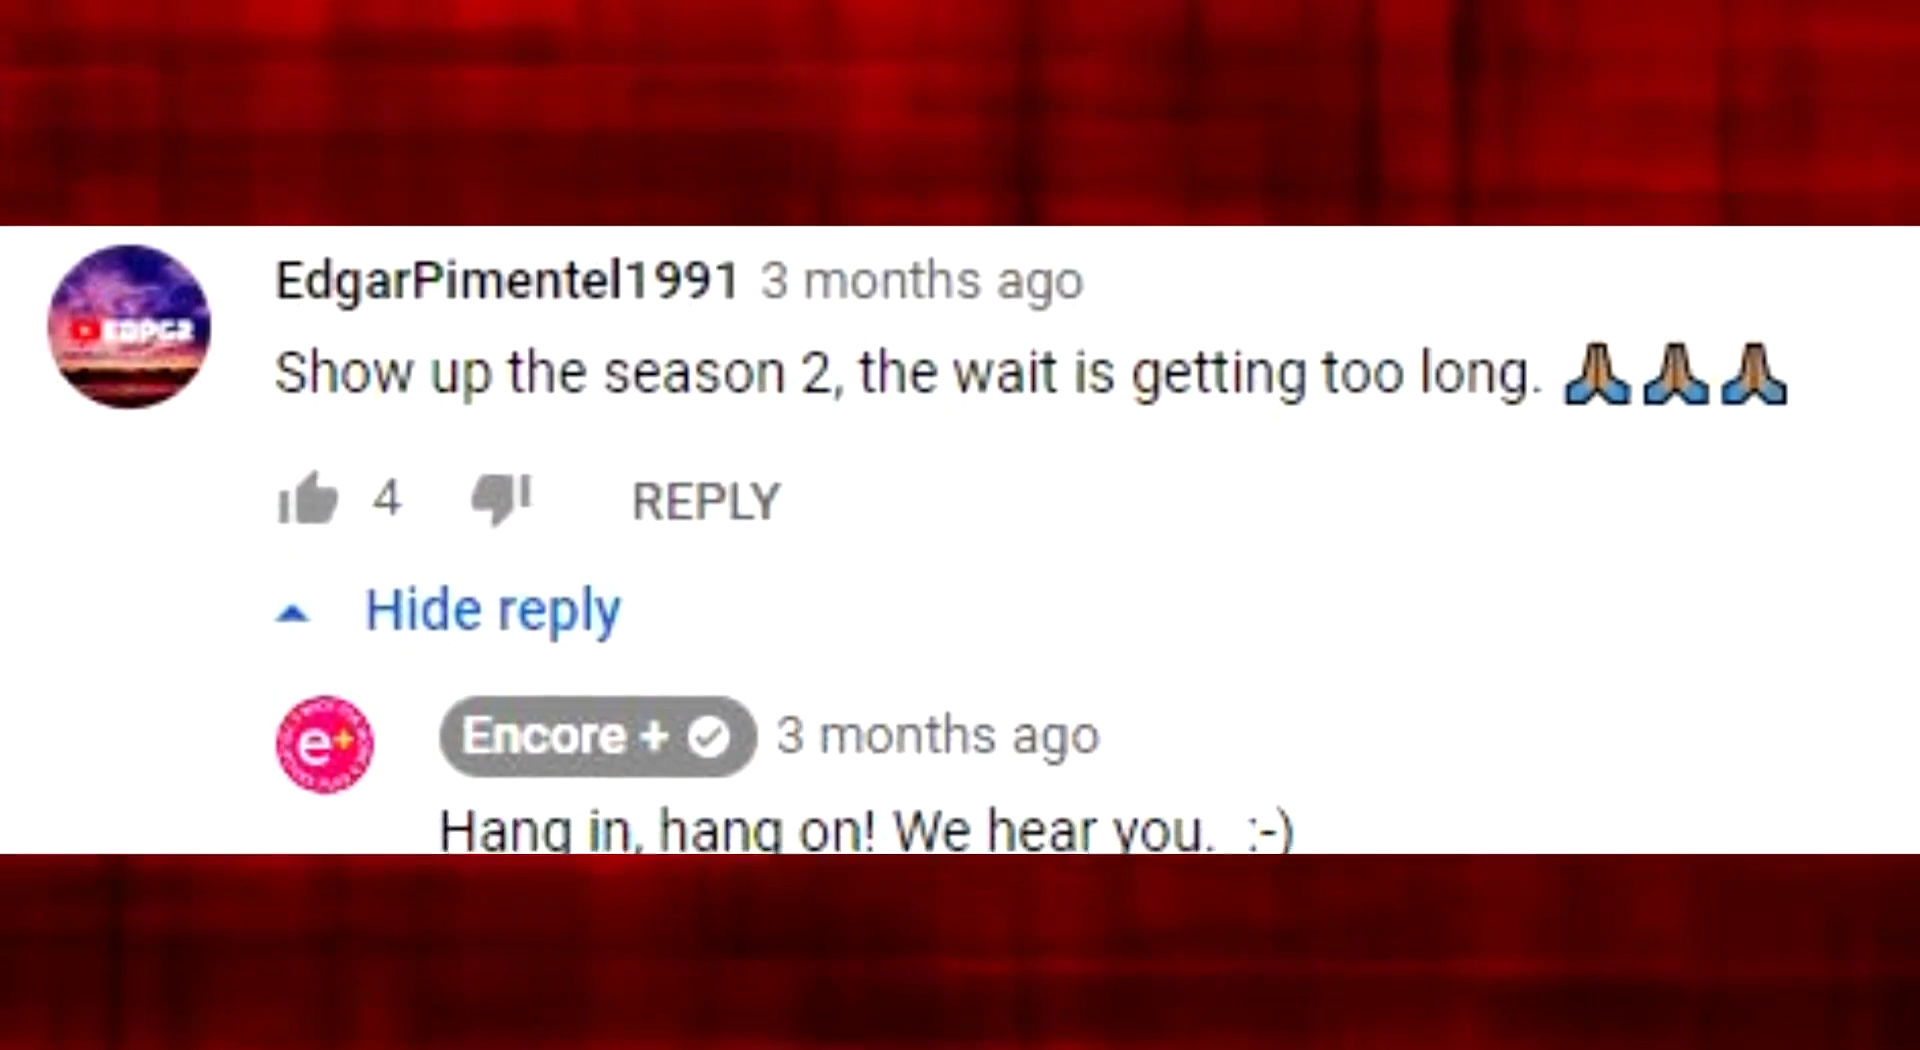 EdgarPimentel1991 3 months ago
EDPG2
Show up the season 2, the wait is getting too long. 🙏🏽🙏🏽🙏🏽
4 REPLY
Hide reply
e+
Encore + 3 months ago
Hang in, hang on! We hear you. :-)